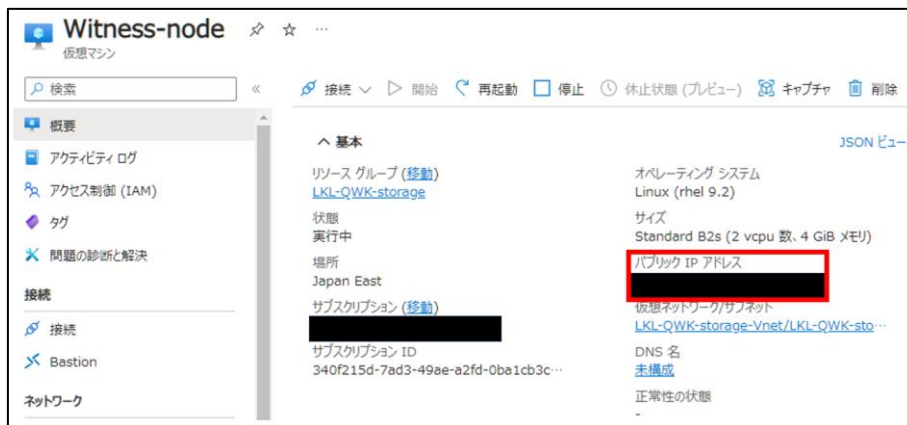 Witness-node
仮想マシン
検索
接続
開始
再起動
停止
休止状態 (プレビュー)
キャプチャ
削除
概要
アクティビティ ログ
アクセス制御 (IAM)
タグ
問題の診断と解決
接続
接続
Bastion
ネットワーク
基本
JSON ビュー
リソース グループ (移動)
LKL-QWK-storage
状態
実行中
場所
Japan East
サブスクリプション (移動)
サブスクリプション ID
340f215d-7ad3-49ae-a2fd-0ba1cb3c…
オペレーティング システム
Linux (rhel 9.2)
サイズ
Standard B2s (2 vcpu 数、4 GiB メモリ)
パブリック IP アドレス
仮想ネットワーク/サブネット
LKL-QWK-storage-Vnet/LKL-QWK-sto…
DNS 名
未構成
正常性の状態
-